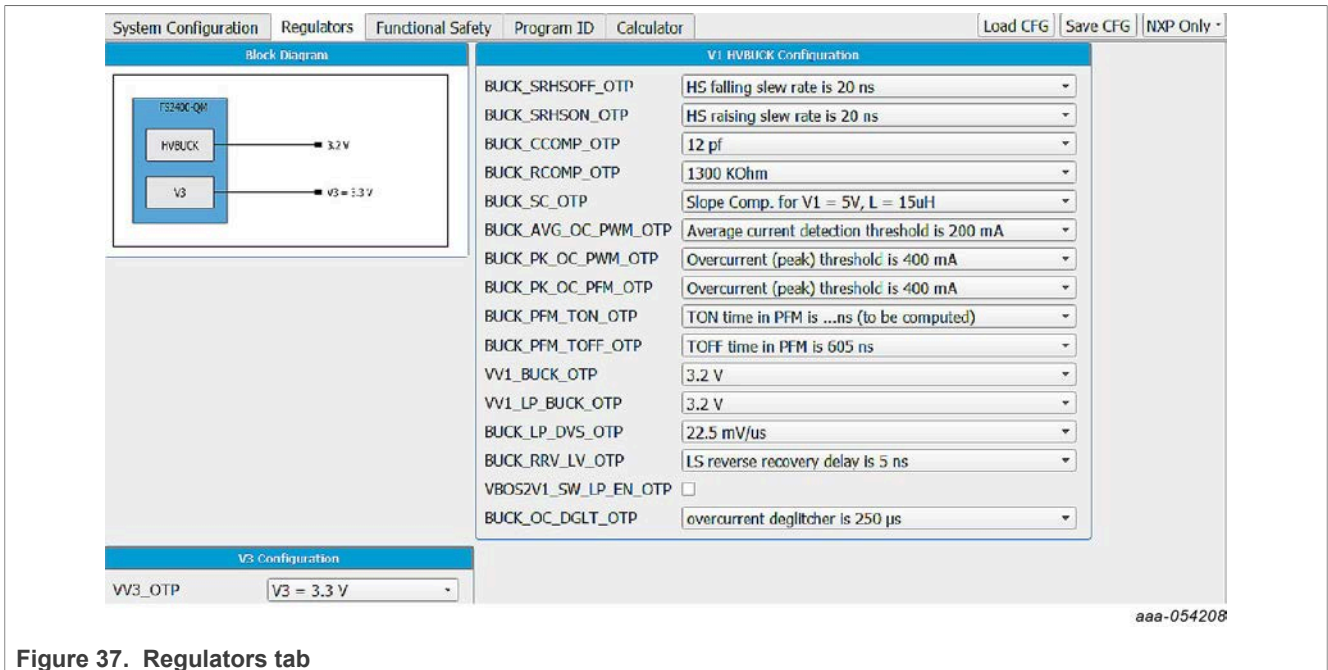 System Configuration Regulators Functional Safety Program ID Calculator Load CFG Save CFG NXP Only
Block Diagram
FS2400-QM
HVBUCK 3.2 V
V3 V3 = 3.3 V
V1 HVBUCK Configuration
BUCK_SRHSOFF_OTP HS falling slew rate is 20 ns
BUCK_SRHSON_OTP HS raising slew rate is 20 ns
BUCK_CCOMP_OTP 12 pf
BUCK_RCOMP_OTP 1300 KOhm
BUCK_SC_OTP Slope Comp. for V1 = 5V, L = 15uH
BUCK_AVG_OC_PWM_OTP Average current detection threshold is 200 mA
BUCK_PK_OC_PWM_OTP Overcurrent (peak) threshold is 400 mA
BUCK_PK_OC_PFM_OTP Overcurrent (peak) threshold is 400 mA
BUCK_PFM_TON_OTP TON time in PFM is ...ns (to be computed)
BUCK_PFM_TOFF_OTP TOFF time in PFM is 605 ns
VV1_BUCK_OTP 3.2 V
VV1_LP_BUCK_OTP 3.2 V
BUCK_LP_DVS_OTP 22.5 mV/us
BUCK_RRV_LV_OTP LS reverse recovery delay is 5 ns
VBOS2V1_SW_LP_EN_OTP
BUCK_OC_DGLT_OTP overcurrent deglitcher is 250 µs
V3 Configuration
VV3_OTP V3 = 3.3 V
aaa-054208
Figure 37. Regulators tab